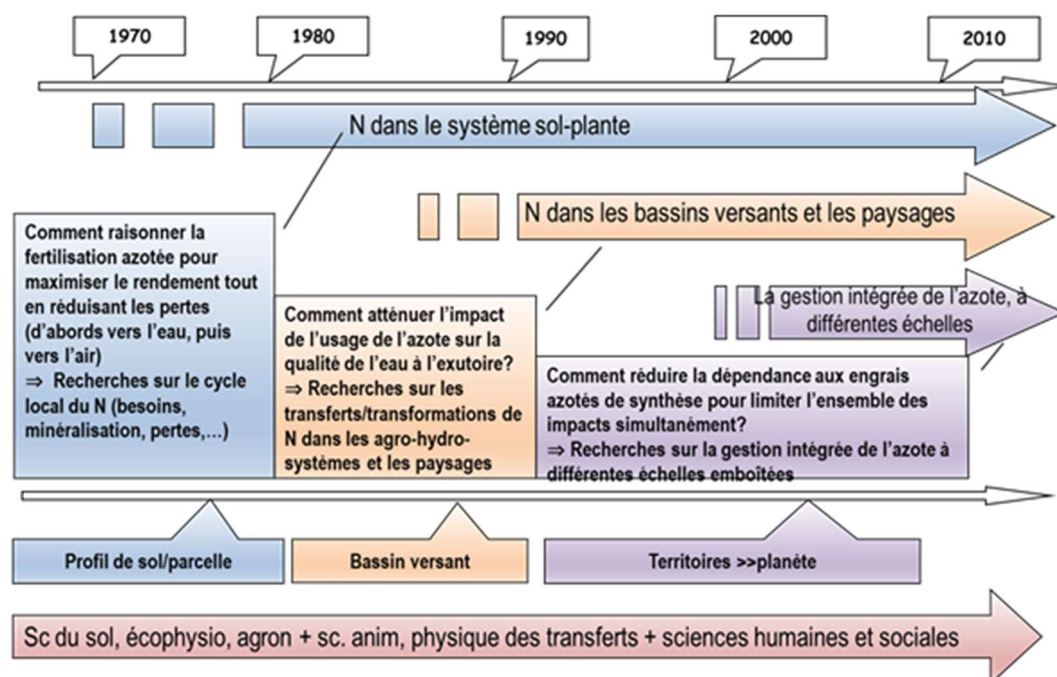 1970
1980
1990
2000
2010
N dans le système sol-plante
N dans les bassins versants et les paysages
La gestion intégrée de l'azote, à
différentes échelles
Comment raisonner la
fertilisation azotée pour
maximiser le rendement tout
en réduisant les pertes
(d'abords vers l'eau, puis
vers l'air)
⇒ Recherches sur le cycle
local du N (besoins,
minéralisation, pertes,...)
Comment atténuer l'impact
de l'usage de l'azote sur la
qualité de l'eau à l'exutoire?
⇒ Recherches sur les
transferts/transformations de
N dans les agro-hydro-
systèmes et les paysages
Comment réduire la dépendance aux engrais
azotés de synthèse pour limiter l'ensemble des
impacts simultanément?
⇒ Recherches sur la gestion intégrée de l'azote à
différentes échelles emboîtées
Profil de sol/parcelle
Bassin versant
Territoires >>planète
Sc du sol, écophysio, agron + sc. anim, physique des transferts + sciences humaines et sociales